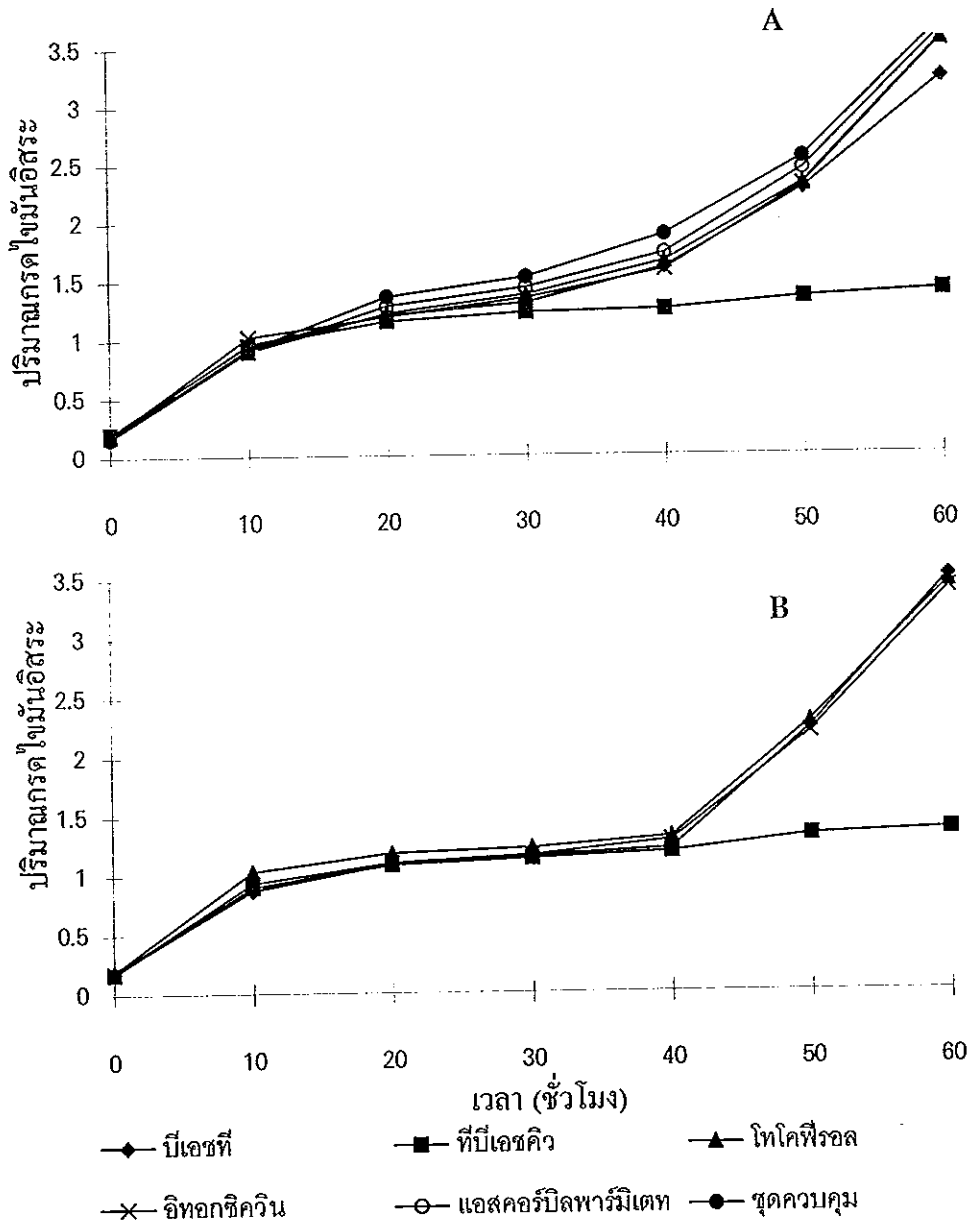 A
3.5
3
2.5
2
1.5
1
0.5
0
ปริมาณกรดไขมันอิสระ
0 10 20 30 40 50 60
B
3.5
3
2.5
2
1.5
1
0.5
0
ปริมาณกรดไขมันอิสระ
0 10 20 30 40 50 60
เวลา (ชั่วโมง)
บีเอชที ทีบีเอชคิว โทโคฟีรอล
อิทอกซิควิน แอสคอร์บิลพาร์มิเตท ชุดควบคุม